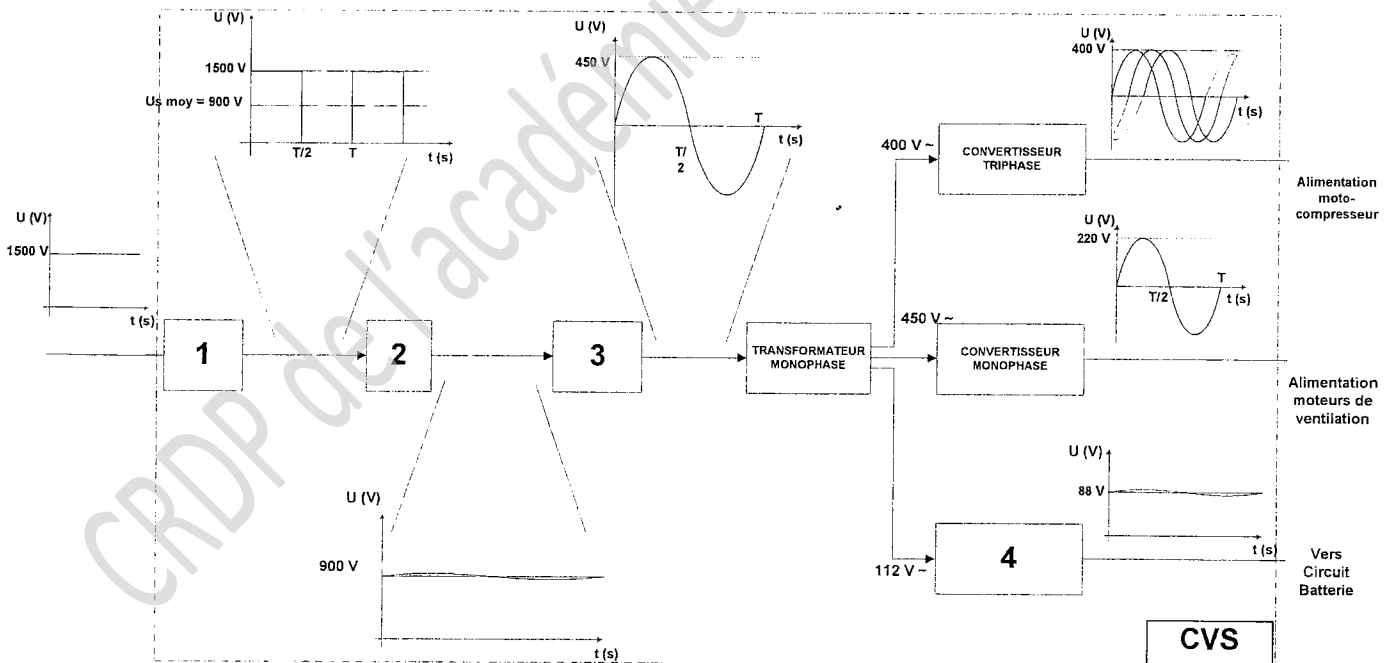 U (V)
1500 V
Us moy = 900 V
T/2
T
t (s)
U (V)
450 V
T
T/
2
t (s)
U (V)
400 V
t (s)
400 V ~
CONVERTISSEUR
TRIPHASE
Alimentation
moto-
compresseur
U (V)
1500 V
t (s)
U (V)
220 V
T
T/2
t (s)
1
2
3
TRANSFORMATEUR
MONOPHASE
450 V ~
CONVERTISSEUR
MONOPHASE
Alimentation
moteurs de
ventilation
U (V)
900 V
t (s)
U (V)
88 V
t (s)
112 V ~
4
Vers
Circuit
Batterie
CVS
CRDP de l'académie